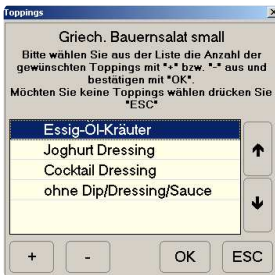 Toppings
Griech. Bauernsalat small
Bitte wählen Sie aus der Liste die Anzahl der
gewünschten Toppings mit "+" bzw. "-" aus und
bestätigen mit "OK".
Möchten Sie keine Toppings wählen drücken Sie
"ESC"
Essig-Öl-Kräuter
Joghurt Dressing
Cocktail Dressing
ohne Dip/Dressing/Sauce
+ - OK ESC